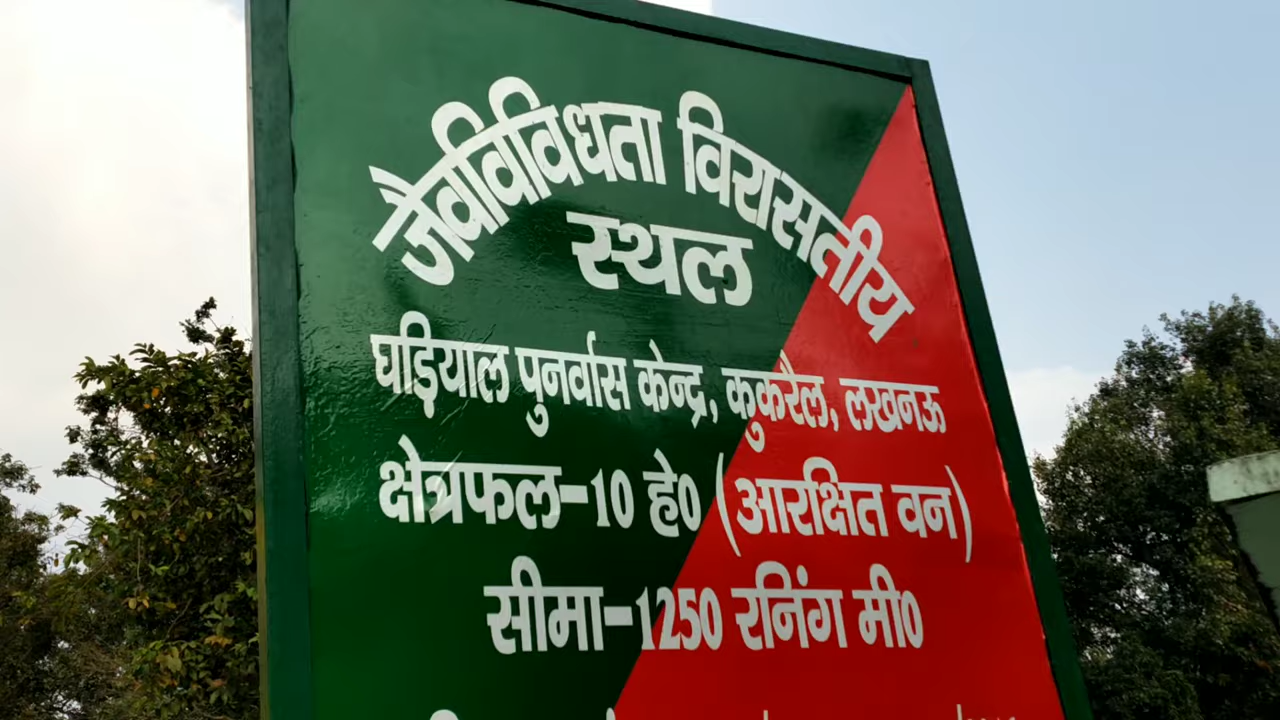 जैवविविधता विरासतीय
स्थल
घड़ियाल पुनर्वास केन्द्र, कुकरैल, लखनऊ
क्षेत्रफल-10 हे0 (आरक्षित वन)
सीमा-1250 रनिंग मी0